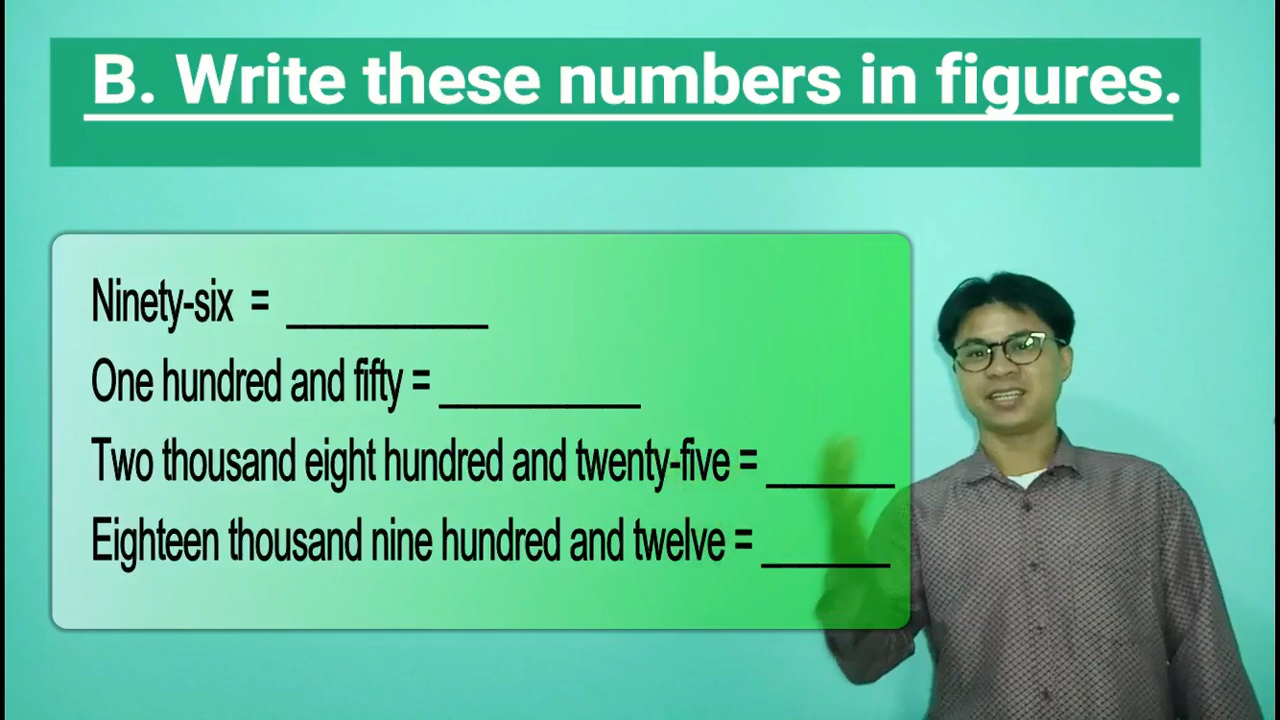 B. Write these numbers in figures.
Ninety-six = __________
One hundred and fifty = __________
Two thousand eight hundred and twenty-five = ______
Eighteen thousand nine hundred and twelve = ______